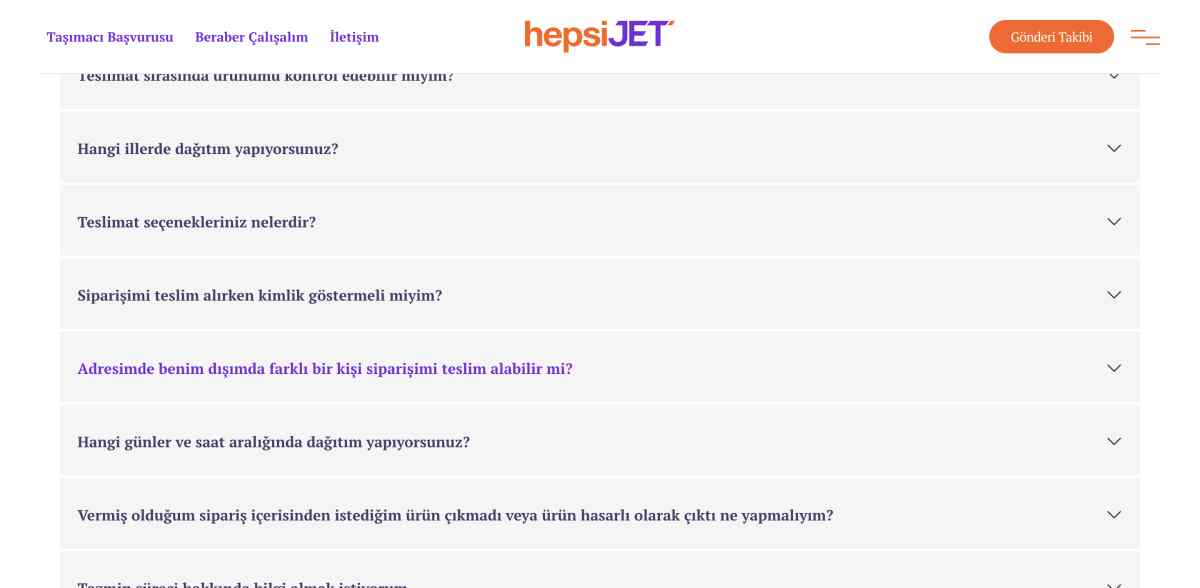 Taşımacı Başvurusu
Beraber Çalışalım
İletişim
hepsiJET
Gönderi Takibi
Teslimat sırasında ürünümü kontrol edebilir miyim?
Hangi illerde dağıtım yapıyorsunuz?
Teslimat seçenekleriniz nelerdir?
Siparişimi teslim alırken kimlik göstermeli miyim?
Adresimde benim dışımda farklı bir kişi siparişimi teslim alabilir mi?
Hangi günler ve saat aralığında dağıtım yapıyorsunuz?
Vermiş olduğum sipariş içerisinden istediğim ürün çıkmadı veya ürün hasarlı olarak çıktı ne yapmalıyım?
Tazmin süreci hakkında bilgi almak istiyorum.